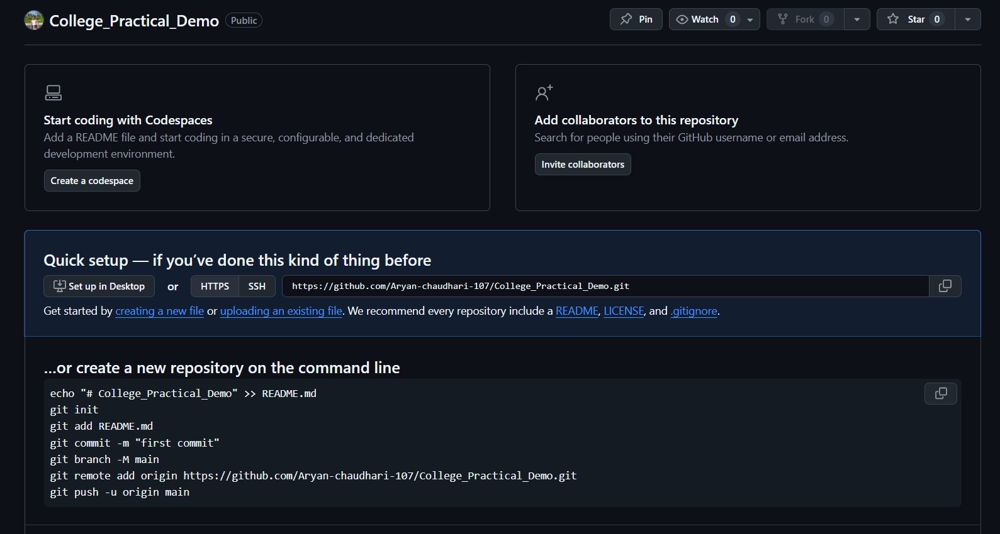 College_Practical_Demo Public
Pin
Watch 0
Fork 0
Star 0
Start coding with Codespaces
Add a README file and start coding in a secure, configurable, and dedicated
development environment.
Create a codespace
Add collaborators to this repository
Search for people using their GitHub username or email address.
Invite collaborators
Quick setup — if you’ve done this kind of thing before
Set up in Desktop or HTTPS SSH https://github.com/Aryan-chaudhari-107/College_Practical_Demo.git
Get started by creating a new file or uploading an existing file. We recommend every repository include a README, LICENSE, and .gitignore.
…or create a new repository on the command line
echo "# College_Practical_Demo" >> README.md
git init
git add README.md
git commit -m "first commit"
git branch -M main
git remote add origin https://github.com/Aryan-chaudhari-107/College_Practical_Demo.git
git push -u origin main